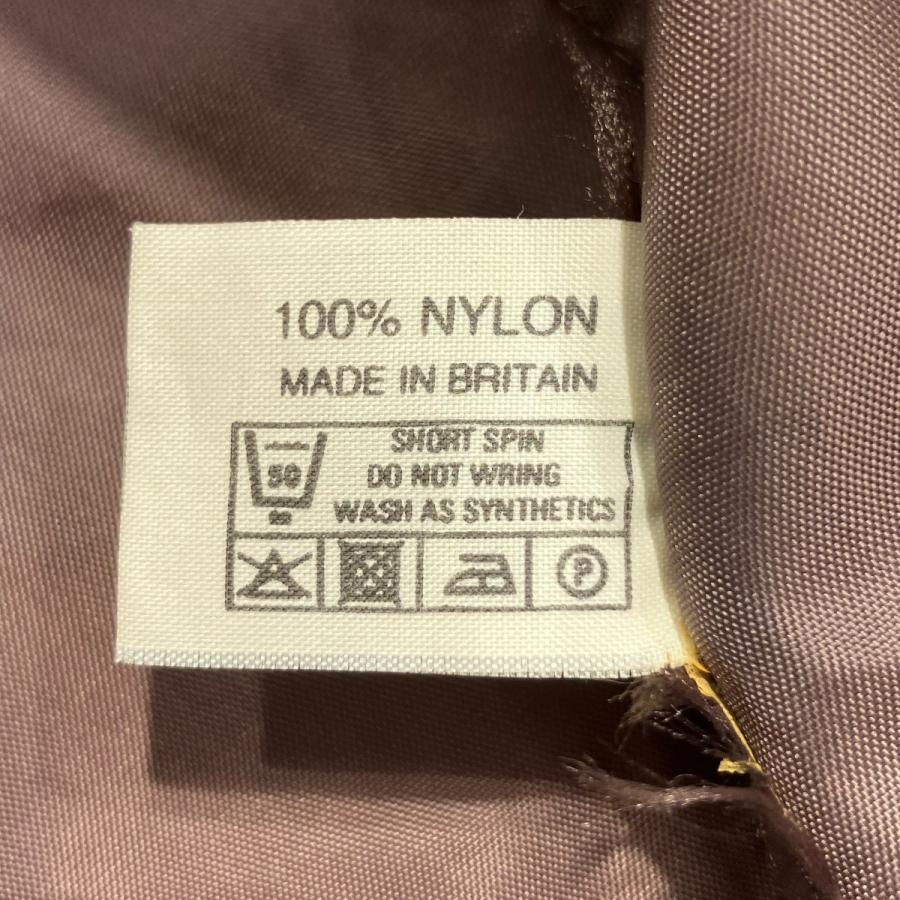 100% NYLON
MADE IN BRITAIN
SHORT SPIN
50
DO NOT WRING
WASH AS SYNTHETICS
P